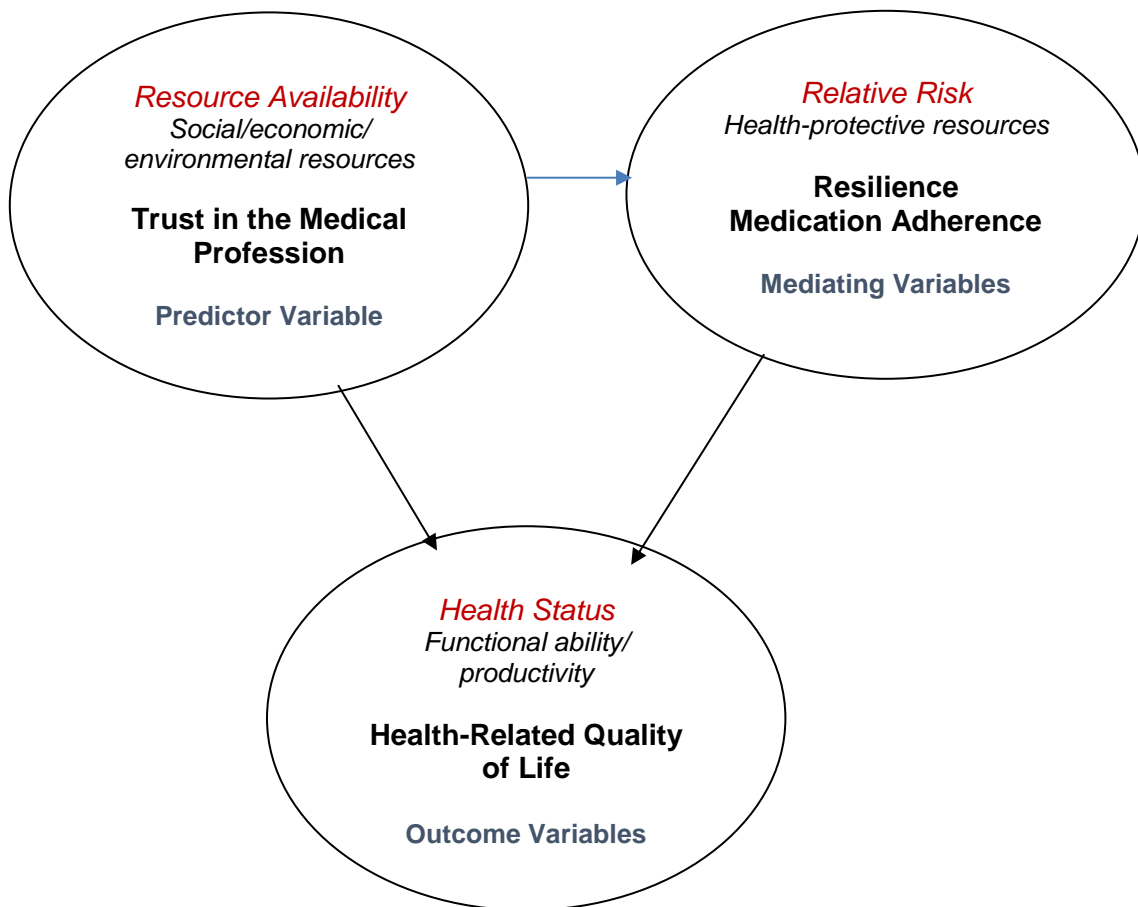 Resource Availability
Social/economic/
environmental resources
Trust in the Medical
Profession
Predictor Variable
Relative Risk
Health-protective resources
Resilience
Medication Adherence
Mediating Variables
Health Status
Functional ability/
productivity
Health-Related Quality
of Life
Outcome Variables